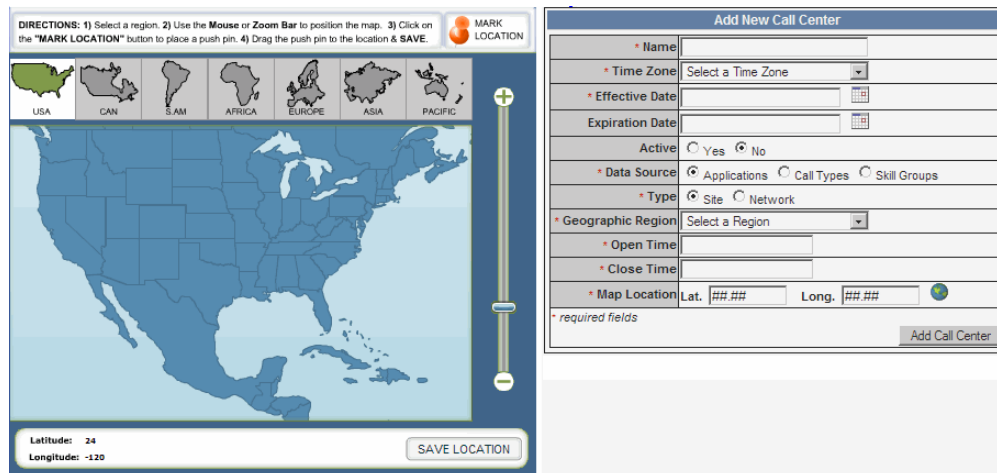 DIRECTIONS: 1) Select a region. 2) Use the Mouse or Zoom Bar to position the map. 3) Click on
the "MARK LOCATION" button to place a push pin. 4) Drag the push pin to the location & SAVE.
MARK
LOCATION
USA CAN S.AM AFRICA EUROPE ASIA PACIFIC
Latitude: 24
Longitude: -120
SAVE LOCATION
Add New Call Center
* Name
* Time Zone Select a Time Zone
* Effective Date
Expiration Date
Active Yes No
* Data Source Applications Call Types Skill Groups
* Type Site Network
* Geographic Region Select a Region
* Open Time
* Close Time
* Map Location Lat. ##.## Long. ##.##
* required fields
Add Call Center